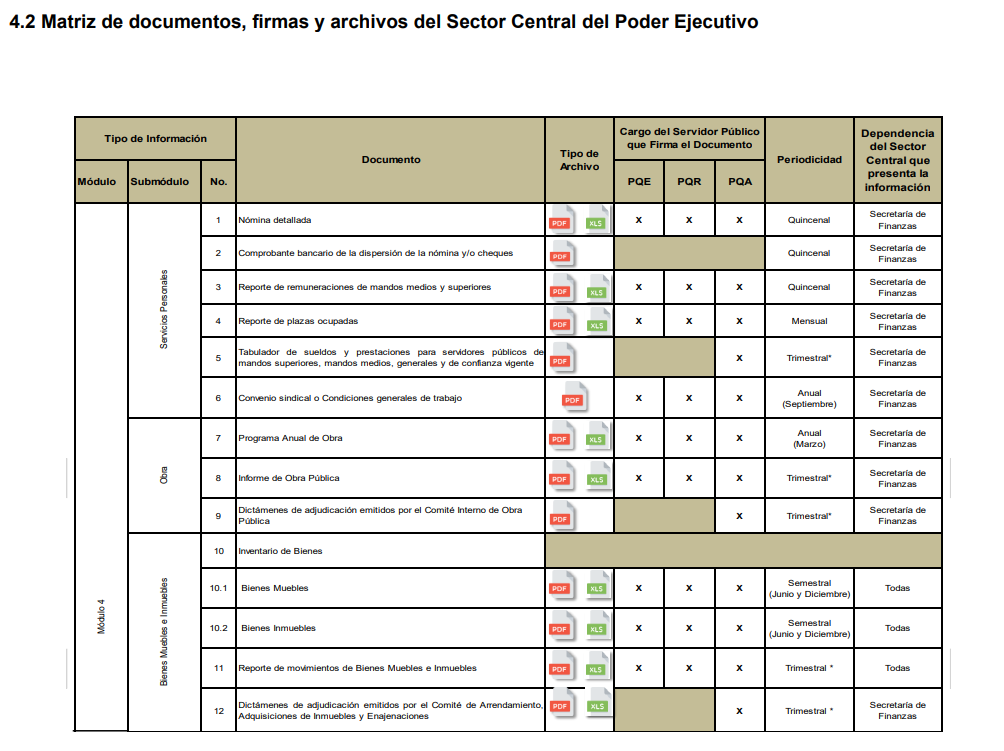 4.2 Matriz de documentos, firmas y archivos del Sector Central del Poder Ejecutivo
Tipo de Información
Documento
Tipo de
Archivo
Cargo del Servidor Público
que Firma el Documento
Periodicidad
Dependencia
del Sector
Central que
presenta la
información
Módulo Submódulo No.
PQE PQR PQA
Módulo 4
Servicios Personales
1 Nómina detallada PDF XLS X X X Quincenal Secretaría de
Finanzas
2 Comprobante bancario de la dispersión de la nómina y/o cheques PDF Quincenal Secretaría de
Finanzas
3 Reporte de remuneraciones de mandos medios y superiores PDF XLS X X X Quincenal Secretaría de
Finanzas
4 Reporte de plazas ocupadas PDF XLS X X X Mensual Secretaría de
Finanzas
5 Tabulador de sueldos y prestaciones para servidores públicos de
mandos superiores, mandos medios, generales y de confianza vigente PDF X Trimestral* Secretaría de
Finanzas
6 Convenio sindical o Condiciones generales de trabajo PDF X X X Anual
(Septiembre) Secretaría de
Finanzas
Obra
7 Programa Anual de Obra PDF XLS X X X Anual
(Marzo) Secretaría de
Finanzas
8 Informe de Obra Pública PDF XLS X X X Trimestral* Secretaría de
Finanzas
9 Dictámenes de adjudicación emitidos por el Comité Interno de Obra
Pública PDF X Trimestral* Secretaría de
Finanzas
Bienes Muebles e Inmuebles
10 Inventario de Bienes
10.1 Bienes Muebles PDF XLS X X X Semestral
(Junio y Diciembre) Todas
10.2 Bienes Inmuebles PDF XLS X X X Semestral
(Junio y Diciembre) Todas
11 Reporte de movimientos de Bienes Muebles e Inmuebles PDF XLS X X X Trimestral * Todas
12 Dictámenes de adjudicación emitidos por el Comité de Arrendamiento,
Adquisiciones de Inmuebles y Enajenaciones PDF XLS X Trimestral * Secretaría de
Finanzas